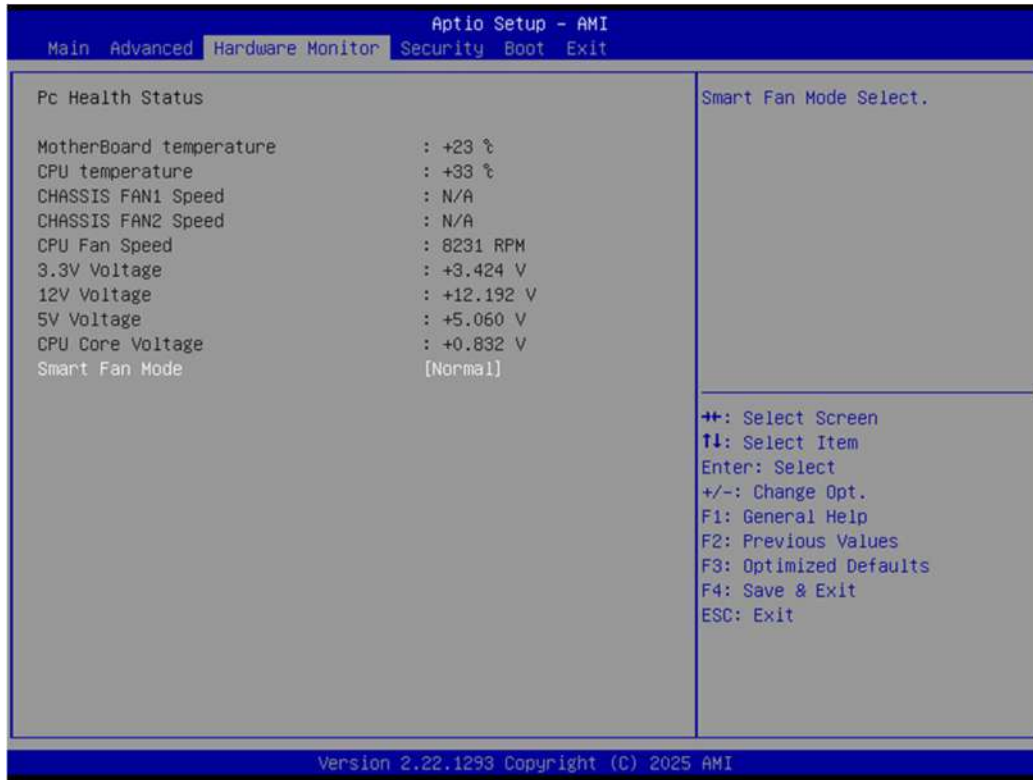 Aptio Setup - AMI
Main Advanced Hardware Monitor Security Boot Exit
Pc Health Status
MotherBoard temperature : +23 ℃
CPU temperature : +33 ℃
CHASSIS FAN1 Speed : N/A
CHASSIS FAN2 Speed : N/A
CPU Fan Speed : 8231 RPM
3.3V Voltage : +3.424 V
12V Voltage : +12.192 V
5V Voltage : +5.060 V
CPU Core Voltage : +0.832 V
Smart Fan Mode [Normal]
Smart Fan Mode Select.
→←: Select Screen
↑↓: Select Item
Enter: Select
+/-: Change Opt.
F1: General Help
F2: Previous Values
F3: Optimized Defaults
F4: Save & Exit
ESC: Exit
Version 2.22.1293 Copyright (C) 2025 AMI